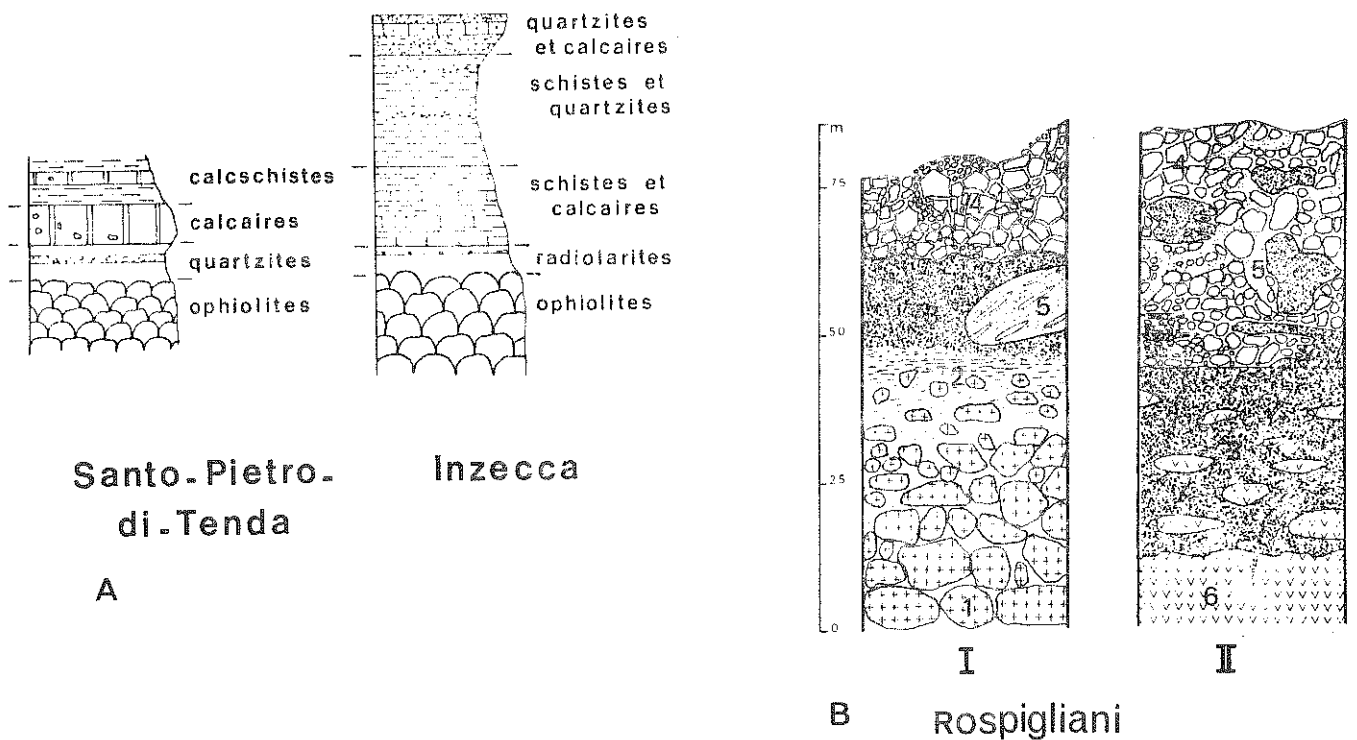 quartzites
et calcaires
schistes et
quartzites
schistes et
calcaires
radiolarites
ophiolites
calcschistes
calcaires
quartzites
ophiolites
Santo-Pietro-
di-Tenda
Inzecca
A
m
75
50
25
0
4
5
2
1
I
4
5
3
6
II
B
Rospigliani